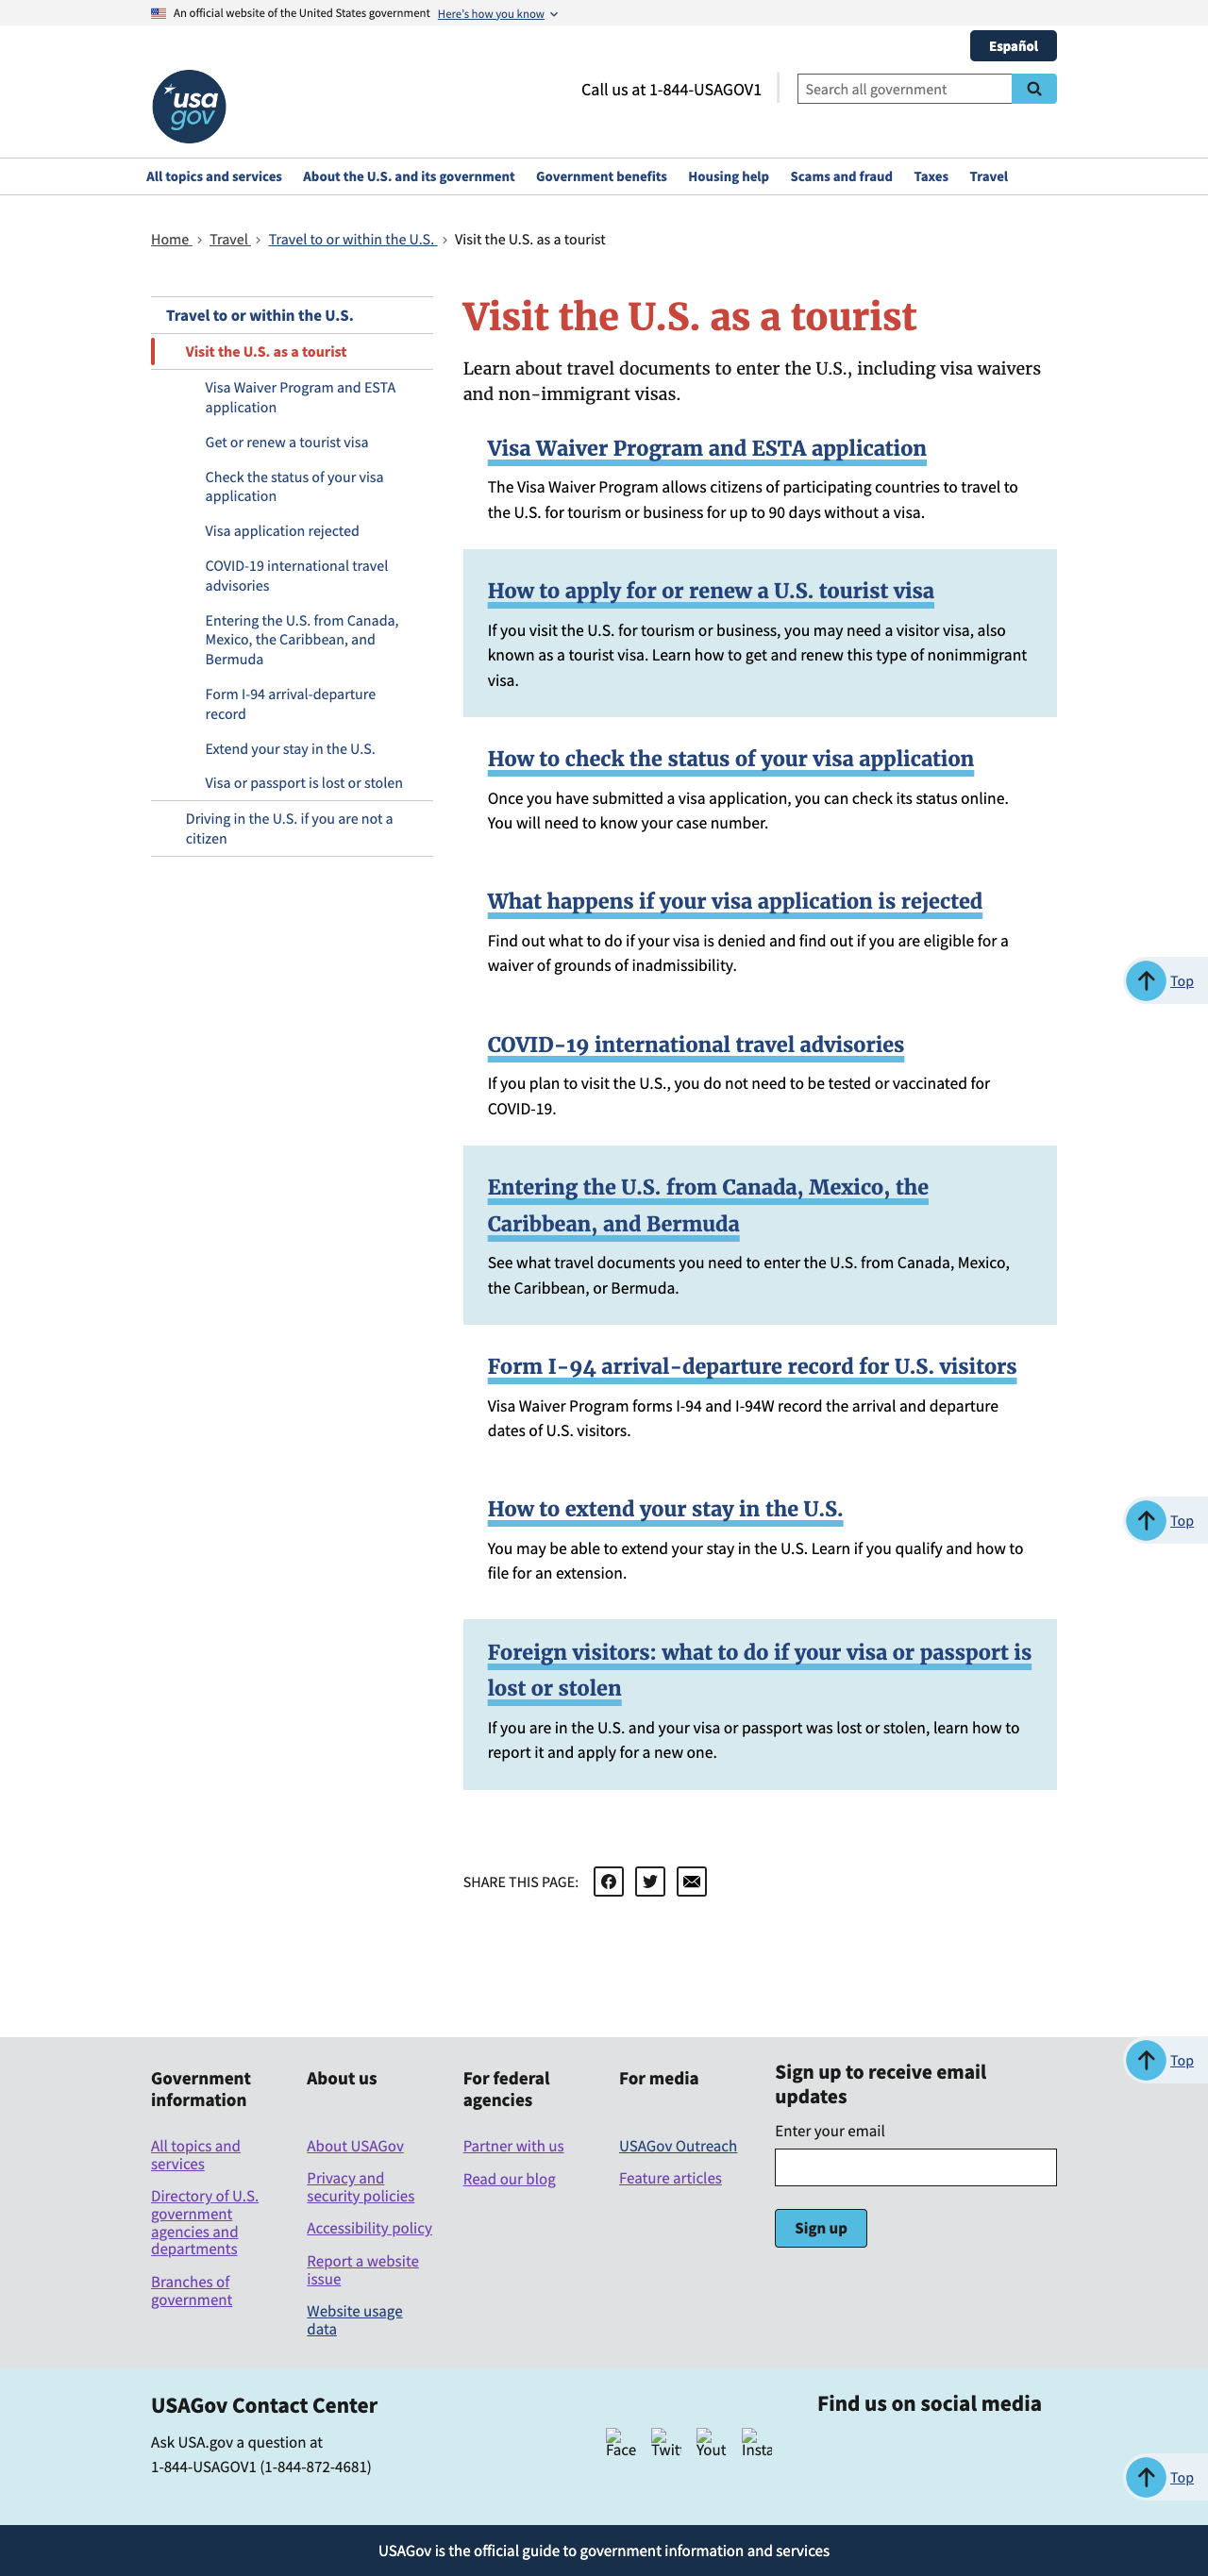 An official website of the United States government Here's how you know
Español
usa
gov
Call us at 1-844-USAGOV1
Search all government
All topics and services About the U.S. and its government Government benefits Housing help Scams and fraud Taxes Travel
Home Travel Travel to or within the U.S. Visit the U.S. as a tourist
Travel to or within the U.S.
Visit the U.S. as a tourist
Visa Waiver Program and ESTA
application
Get or renew a tourist visa
Check the status of your visa
application
Visa application rejected
COVID-19 international travel
advisories
Entering the U.S. from Canada,
Mexico, the Caribbean, and
Bermuda
Form I-94 arrival-departure
record
Extend your stay in the U.S.
Visa or passport is lost or stolen
Driving in the U.S. if you are not a
citizen
Visit the U.S. as a tourist
Learn about travel documents to enter the U.S., including visa waivers
and non-immigrant visas.
Visa Waiver Program and ESTA application
The Visa Waiver Program allows citizens of participating countries to travel to
the U.S. for tourism or business for up to 90 days without a visa.
How to apply for or renew a U.S. tourist visa
If you visit the U.S. for tourism or business, you may need a visitor visa, also
known as a tourist visa. Learn how to get and renew this type of nonimmigrant
visa.
How to check the status of your visa application
Once you have submitted a visa application, you can check its status online.
You will need to know your case number.
What happens if your visa application is rejected
Find out what to do if your visa is denied and find out if you are eligible for a
waiver of grounds of inadmissibility.
Top
COVID-19 international travel advisories
If you plan to visit the U.S., you do not need to be tested or vaccinated for
COVID-19.
Entering the U.S. from Canada, Mexico, the
Caribbean, and Bermuda
See what travel documents you need to enter the U.S. from Canada, Mexico,
the Caribbean, or Bermuda.
Form I-94 arrival-departure record for U.S. visitors
Visa Waiver Program forms I-94 and I-94W record the arrival and departure
dates of U.S. visitors.
How to extend your stay in the U.S.
Top
You may be able to extend your stay in the U.S. Learn if you qualify and how to
file for an extension.
Foreign visitors: what to do if your visa or passport is
lost or stolen
If you are in the U.S. and your visa or passport was lost or stolen, learn how to
report it and apply for a new one.
SHARE THIS PAGE:
Top
Government
information
All topics and
services
Directory of U.S.
government
agencies and
departments
Branches of
government
About us
About USAGov
Privacy and
security policies
Accessibility policy
Report a website
issue
Website usage
data
For federal
agencies
Partner with us
Read our blog
For media
USAGov Outreach
Feature articles
Sign up to receive email
updates
Enter your email
Sign up
USAGov Contact Center
Ask USA.gov a question at
1-844-USAGOV1 (1-844-872-4681)
Find us on social media
Face Twit Yout Insta
Top
USAGov is the official guide to government information and services